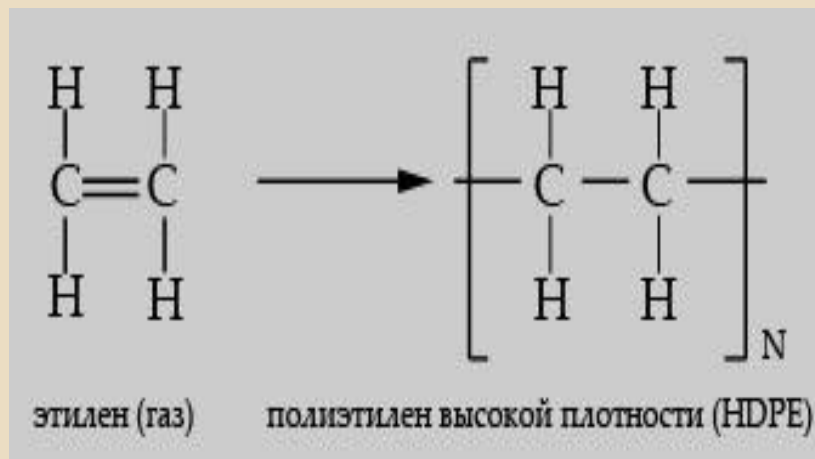 H H H H
C=C → [–C–C–]
H H H H
N
этилен (газ) полиэтилен высокой плотности (HDPE)